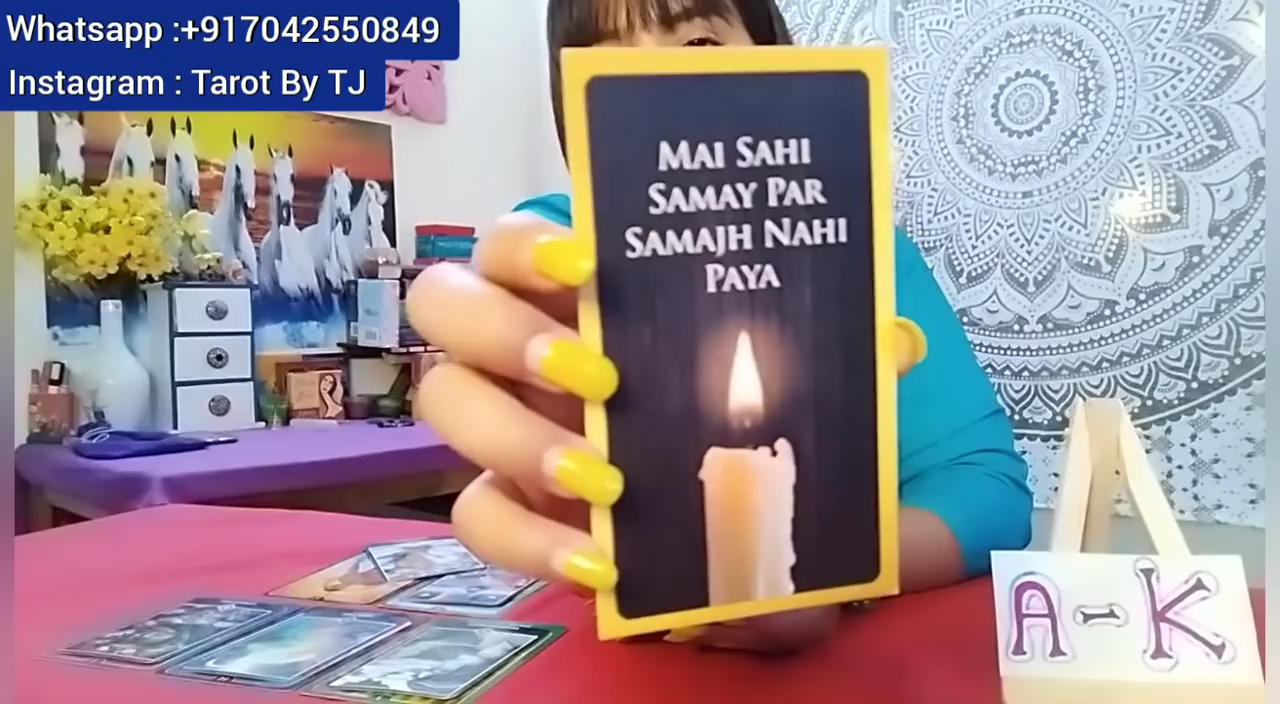 Whatsapp :+917042550849
Instagram : Tarot By TJ
MAI SAHI
SAMAY PAR
SAMAJH NAHI
PAYA
A-K